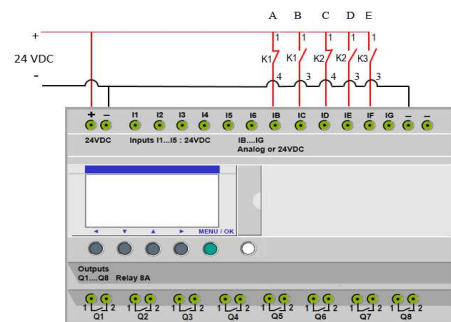 A B C D E
+ 1 1 1 1 1
24 VDC K1 K1 K2 K2 K3
- 4 3 4 3 3
+ - I1 I2 I3 I4 I5 I6 IB IC ID IE IF IG - -
24VDC Inputs I1...I5 : 24VDC IB....IG
Analog or 24VDC
◄ ▼ ▲ ► MENU / OK
Outputs
Q1....Q8 Relay 8A
1 2 1 2 1 2 1 2 1 2 1 2 1 2 1 2
Q1 Q2 Q3 Q4 Q5 Q6 Q7 Q8